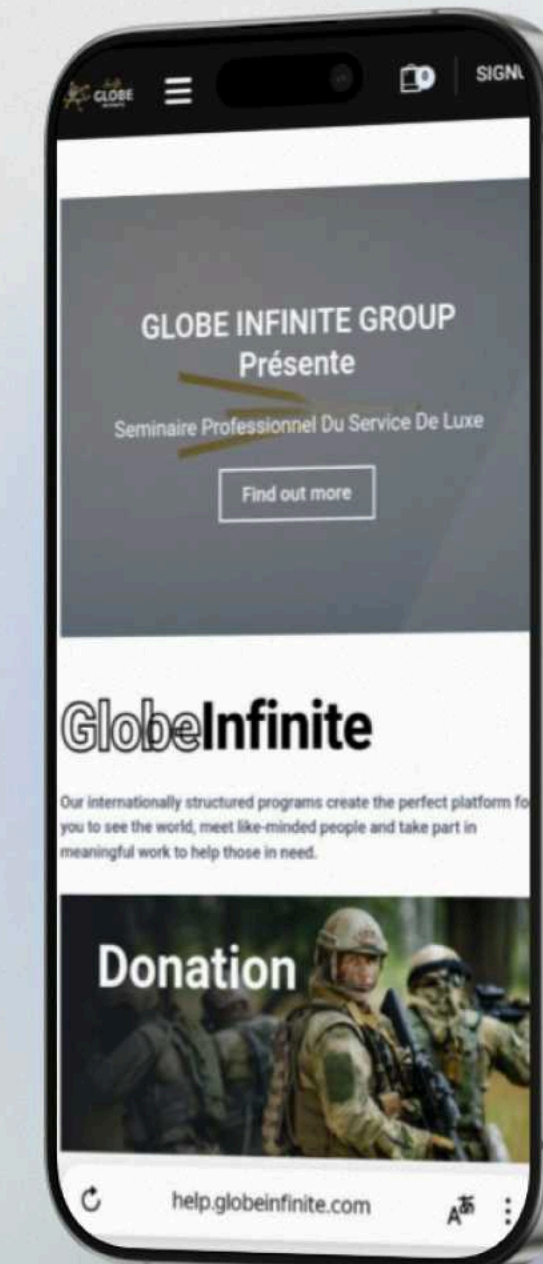 GLOBE
0
SIGNU
GLOBE INFINITE GROUP
Présente
Seminaire Professionnel Du Service De Luxe
Find out more
GlobeInfinite
Our internationally structured programs create the perfect platform fo
you to see the world, meet like-minded people and take part in
meaningful work to help those in need.
Donation
help.globeinfinite.com